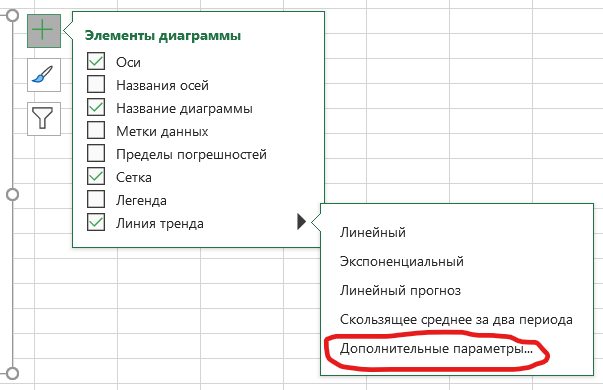 Элементы диаграммы
Оси
Названия осей
Название диаграммы
Метки данных
Пределы погрешностей
Сетка
Легенда
Линия тренда
Линейный
Экспоненциальный
Линейный прогноз
Скользящее среднее за два периода
Дополнительные параметры...